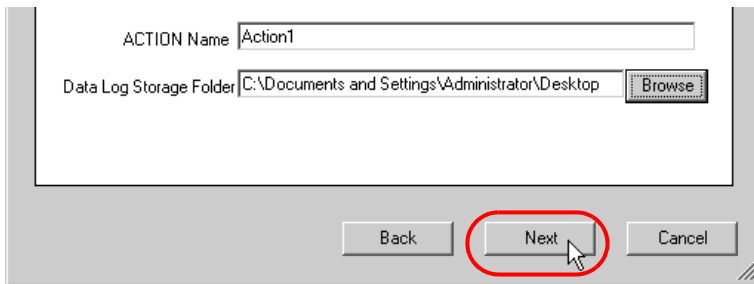 ACTION Name Action1
Data Log Storage Folder C:\Documents and Settings\Administrator\Desktop Browse
Back Next Cancel